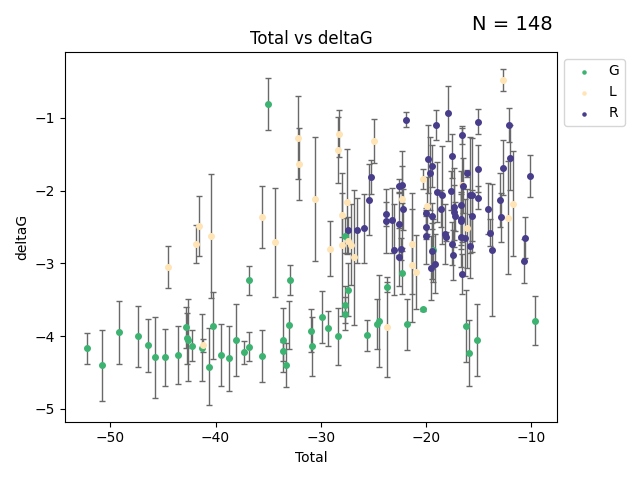 N = 148
Total vs deltaG
G
L
R
−1
−2
−3
−4
−5
deltaG
−50
−40
−30
−20
−10
Total